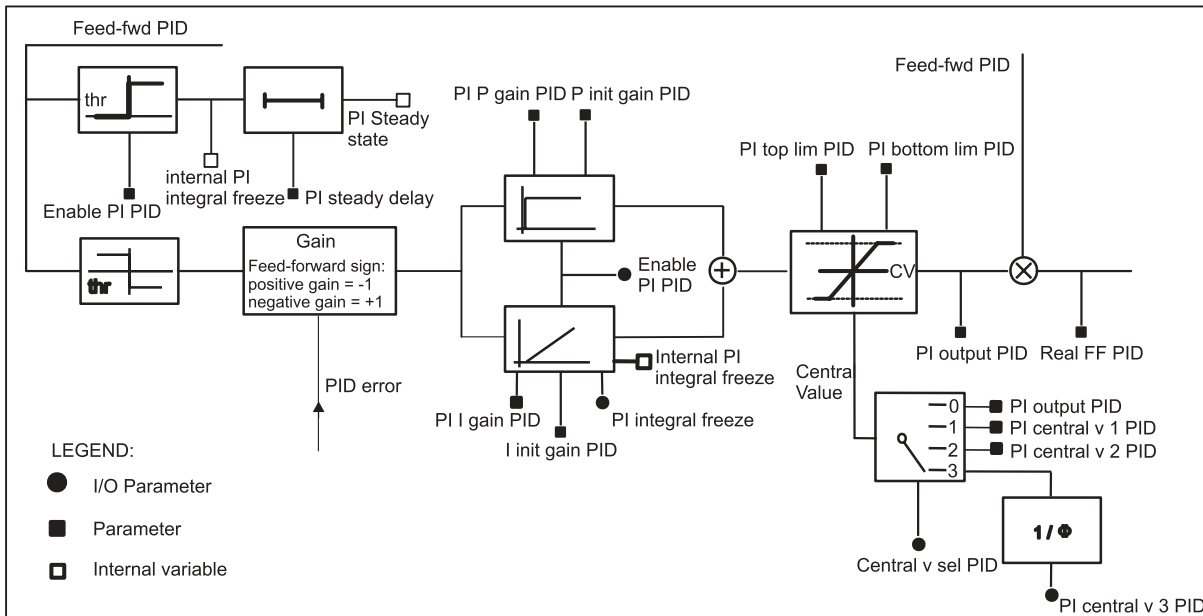 Feed-fwd PID
thr
PI Steady
state
internal PI
integral freeze
PI steady delay
Enable PI PID
thr
Gain
Feed-forward sign:
positive gain = -1
negative gain = +1
PID error
PI P gain PID
P init gain PID
Enable
PI PID
Internal PI
integral freeze
PI I gain PID
PI integral freeze
I init gain PID
+
PI top lim PID
PI bottom lim PID
CV
Feed-fwd PID
PI output PID
Real FF PID
Central
Value
0
PI output PID
1
PI central v 1 PID
2
PI central v 2 PID
3
1/Φ
Central v sel PID
PI central v 3 PID
LEGEND:
I/O Parameter
Parameter
Internal variable